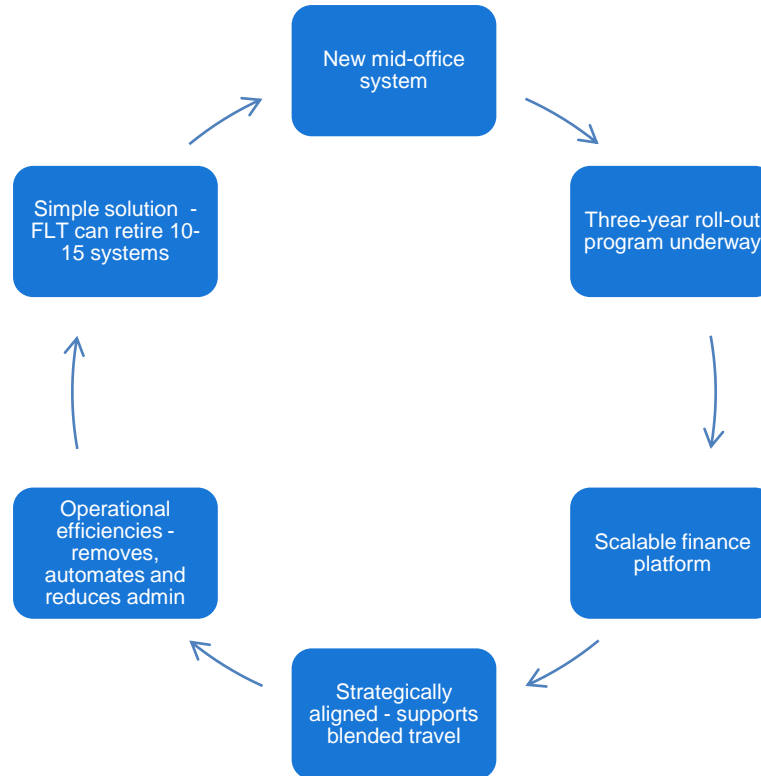 New mid-office
system
Three-year roll-out
program underway
Scalable finance
platform
Strategically
aligned - supports
blended travel
Operational
efficiencies -
removes,
automates and
reduces admin
Simple solution  -
FLT can retire 10-
15 systems